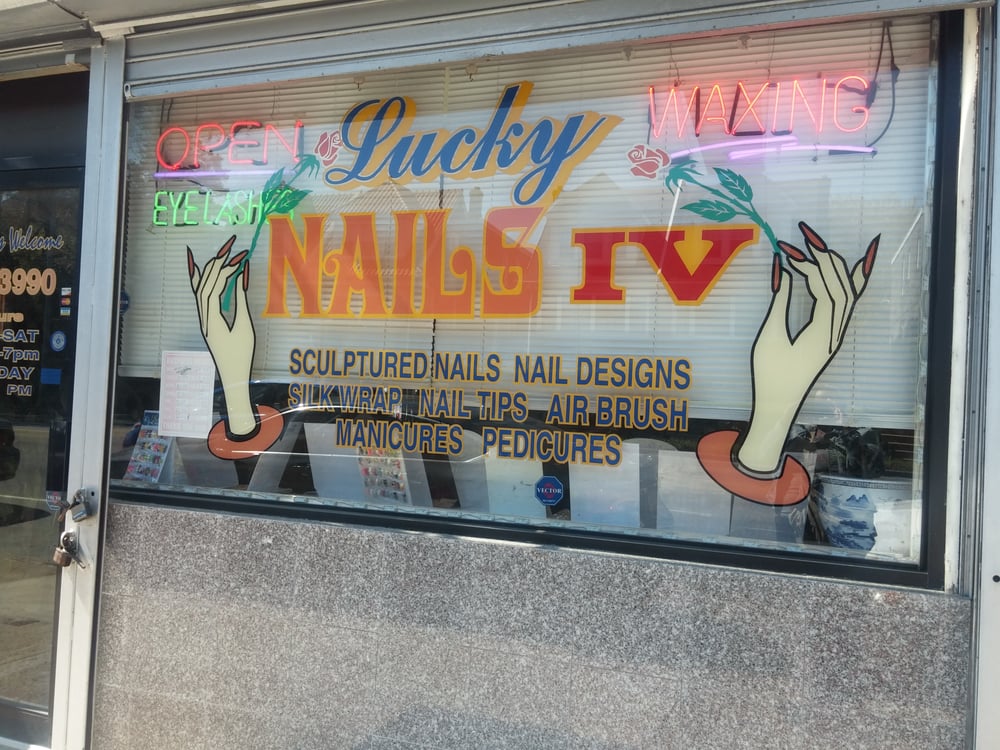 OPEN
EYELASH
WAXING
Lucky
NAILS IV
SCULPTURED NAILS NAIL DESIGNS
SILK WRAP NAIL TIPS AIR BRUSH
MANICURES PEDICURES
VECTOR
Welcome
3990
-SAT
-7pm
DAY
PM